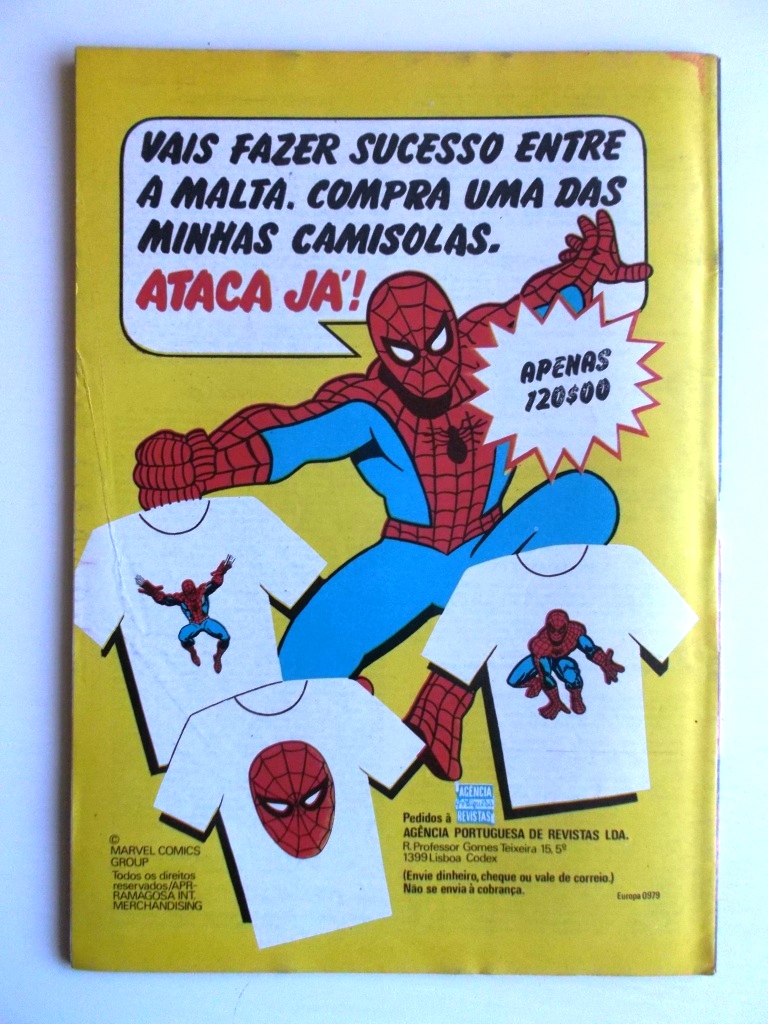 VAIS FAZER SUCESSO ENTRE
A MALTA. COMPRA UMA DAS
MINHAS CAMISOLAS.
ATACA JÁ!
APENAS
120$00
AGÊNCIA
REVISTAS
Pedidos à
AGÊNCIA PORTUGUESA DE REVISTAS LDA.
R. Professor Gomes Teixeira 15, 5º
1399 Lisboa Codex
(Envie dinheiro, cheque ou vale de correio.)
Não se envia à cobrança.
Europa 0979
©
MARVEL COMICS
GROUP
Todos os direitos
reservados/APR-
RAMAGOSA INT.
MERCHANDISING